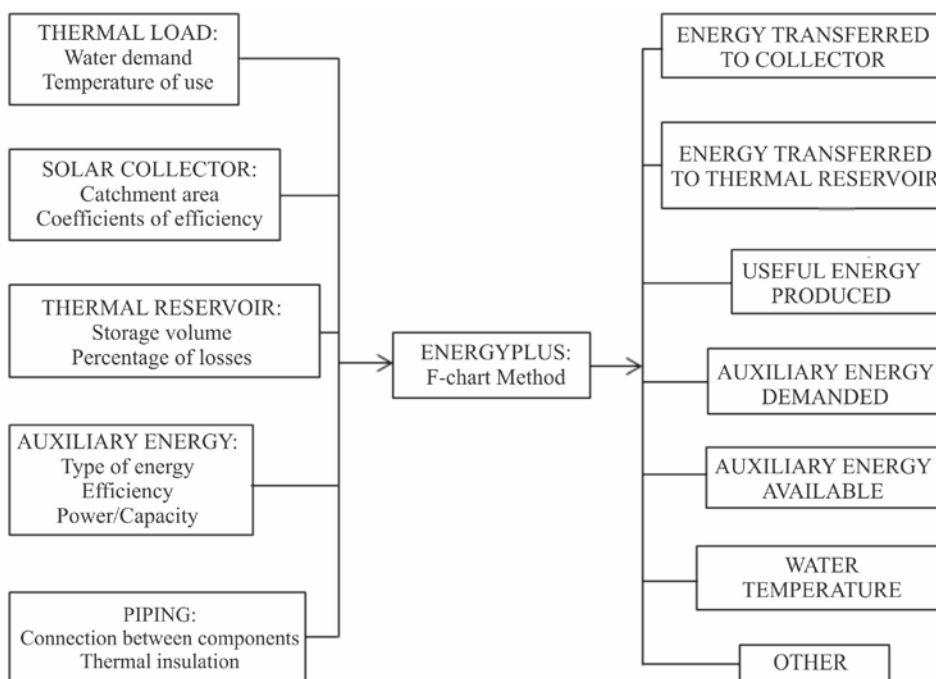 THERMAL LOAD:
Water demand
Temperature of use
SOLAR COLLECTOR:
Catchment area
Coefficients of efficiency
THERMAL RESERVOIR:
Storage volume
Percentage of losses
AUXILIARY ENERGY:
Type of energy
Efficiency
Power/Capacity
PIPING:
Connection between components
Thermal insulation
ENERGYPLUS:
F-chart Method
ENERGY TRANSFERRED
TO COLLECTOR
ENERGY TRANSFERRED
TO THERMAL RESERVOIR
USEFUL ENERGY
PRODUCED
AUXILIARY ENERGY
DEMANDED
AUXILIARY ENERGY
AVAILABLE
WATER
TEMPERATURE
OTHER